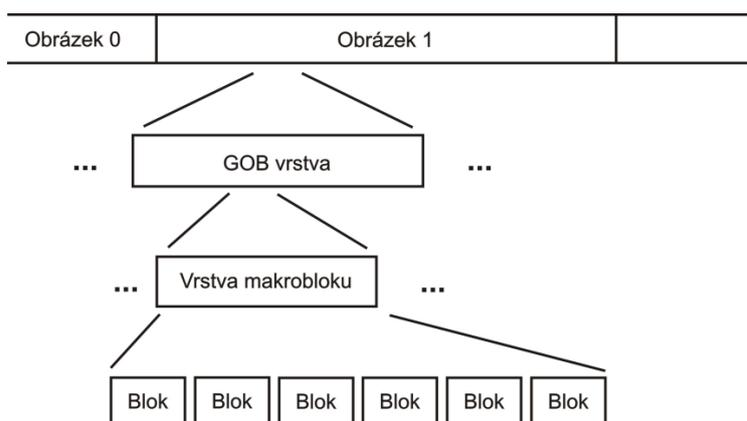 Obrázek 0 Obrázek 1
... GOB vrstva ...
... Vrstva makrobloku ...
Blok Blok Blok Blok Blok Blok